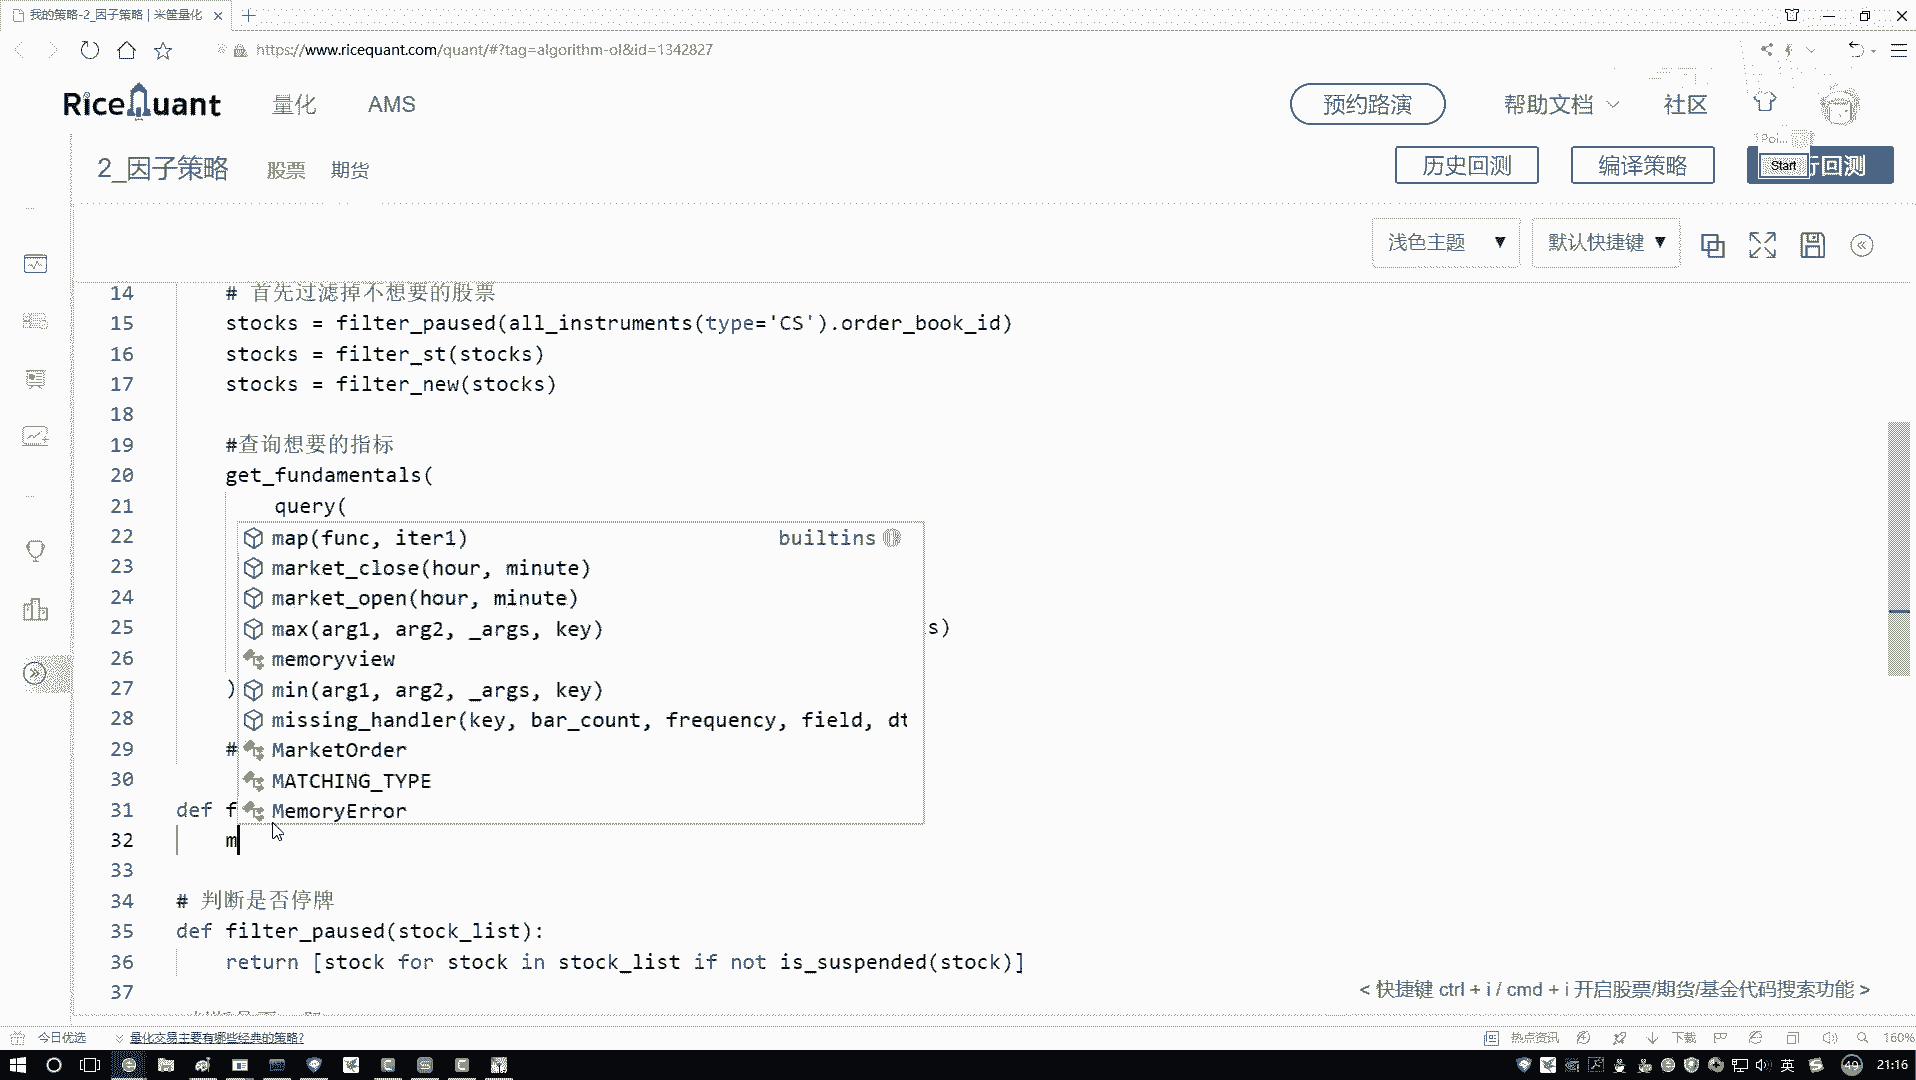 我的策略-2_因子策略 | 米筐量化
https://www.ricequant.com/quant/#?tag=algorithm-ol&id=1342827
RiceQuant 量化 AMS 预约路演 帮助文档 社区
2_因子策略 股票 期货 历史回测 编译策略 行回测
1Poi...
Start
浅色主题 ▼ 默认快捷键 ▼
14 # 首先过滤掉不想要的股票
15 stocks = filter_paused(all_instruments(type='CS').order_book_id)
16 stocks = filter_st(stocks)
17 stocks = filter_new(stocks)
18
19 #查询想要的指标
20 get_fundamentals(
21 query(
22 map(func, iter1) builtins
23 market_close(hour, minute)
24 market_open(hour, minute)
25 max(arg1, arg2, _args, key) s)
26 memoryview
27 ) min(arg1, arg2, _args, key)
28 missing_handler(key, bar_count, frequency, field, dt
29 # MarketOrder
30 MATCHING_TYPE
31 def f MemoryError
32 m
33
34 # 判断是否停牌
35 def filter_paused(stock_list):
36 return [stock for stock in stock_list if not is_suspended(stock)]
37
< 快捷键 ctrl + i / cmd + i 开启股票/期货/基金代码搜索功能 >
今日优选 量化交易主要有哪些经典的策略? 热点资讯 下载 160%
英 49 21:16